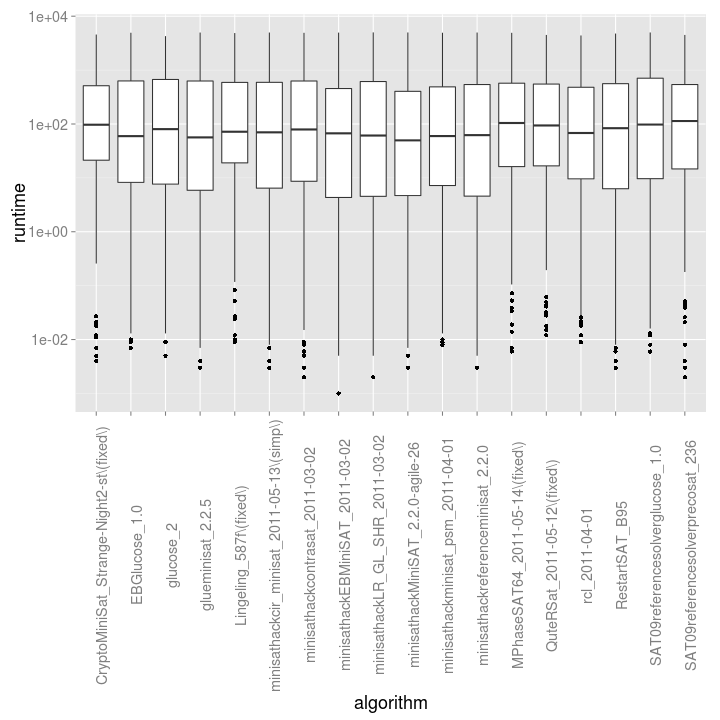 1e+04
1e+02
1e+00
1e-02
runtime
CryptoMiniSat_Strange-Night2-st\(fixed\)
EBGlucose_1.0
glucose_2
glueminisat_2.2.5
Lingeling_587f\(fixed\)
minisathackcir_minisat_2011-05-13\(simp\)
minisathackcontrasat_2011-03-02
minisathackEBMiniSAT_2011-03-02
minisathackLR_GL_SHR_2011-03-02
minisathackMiniSAT_2.2.0-agile-26
minisathackminisat_psm_2011-04-01
minisathackreferenceminisat_2.2.0
MPhaseSAT64_2011-05-14\(fixed\)
QuteRSat_2011-05-12\(fixed\)
rcl_2011-04-01
RestartSAT_B95
SAT09referencesolverglucose_1.0
SAT09referencesolverprecosat_236
algorithm